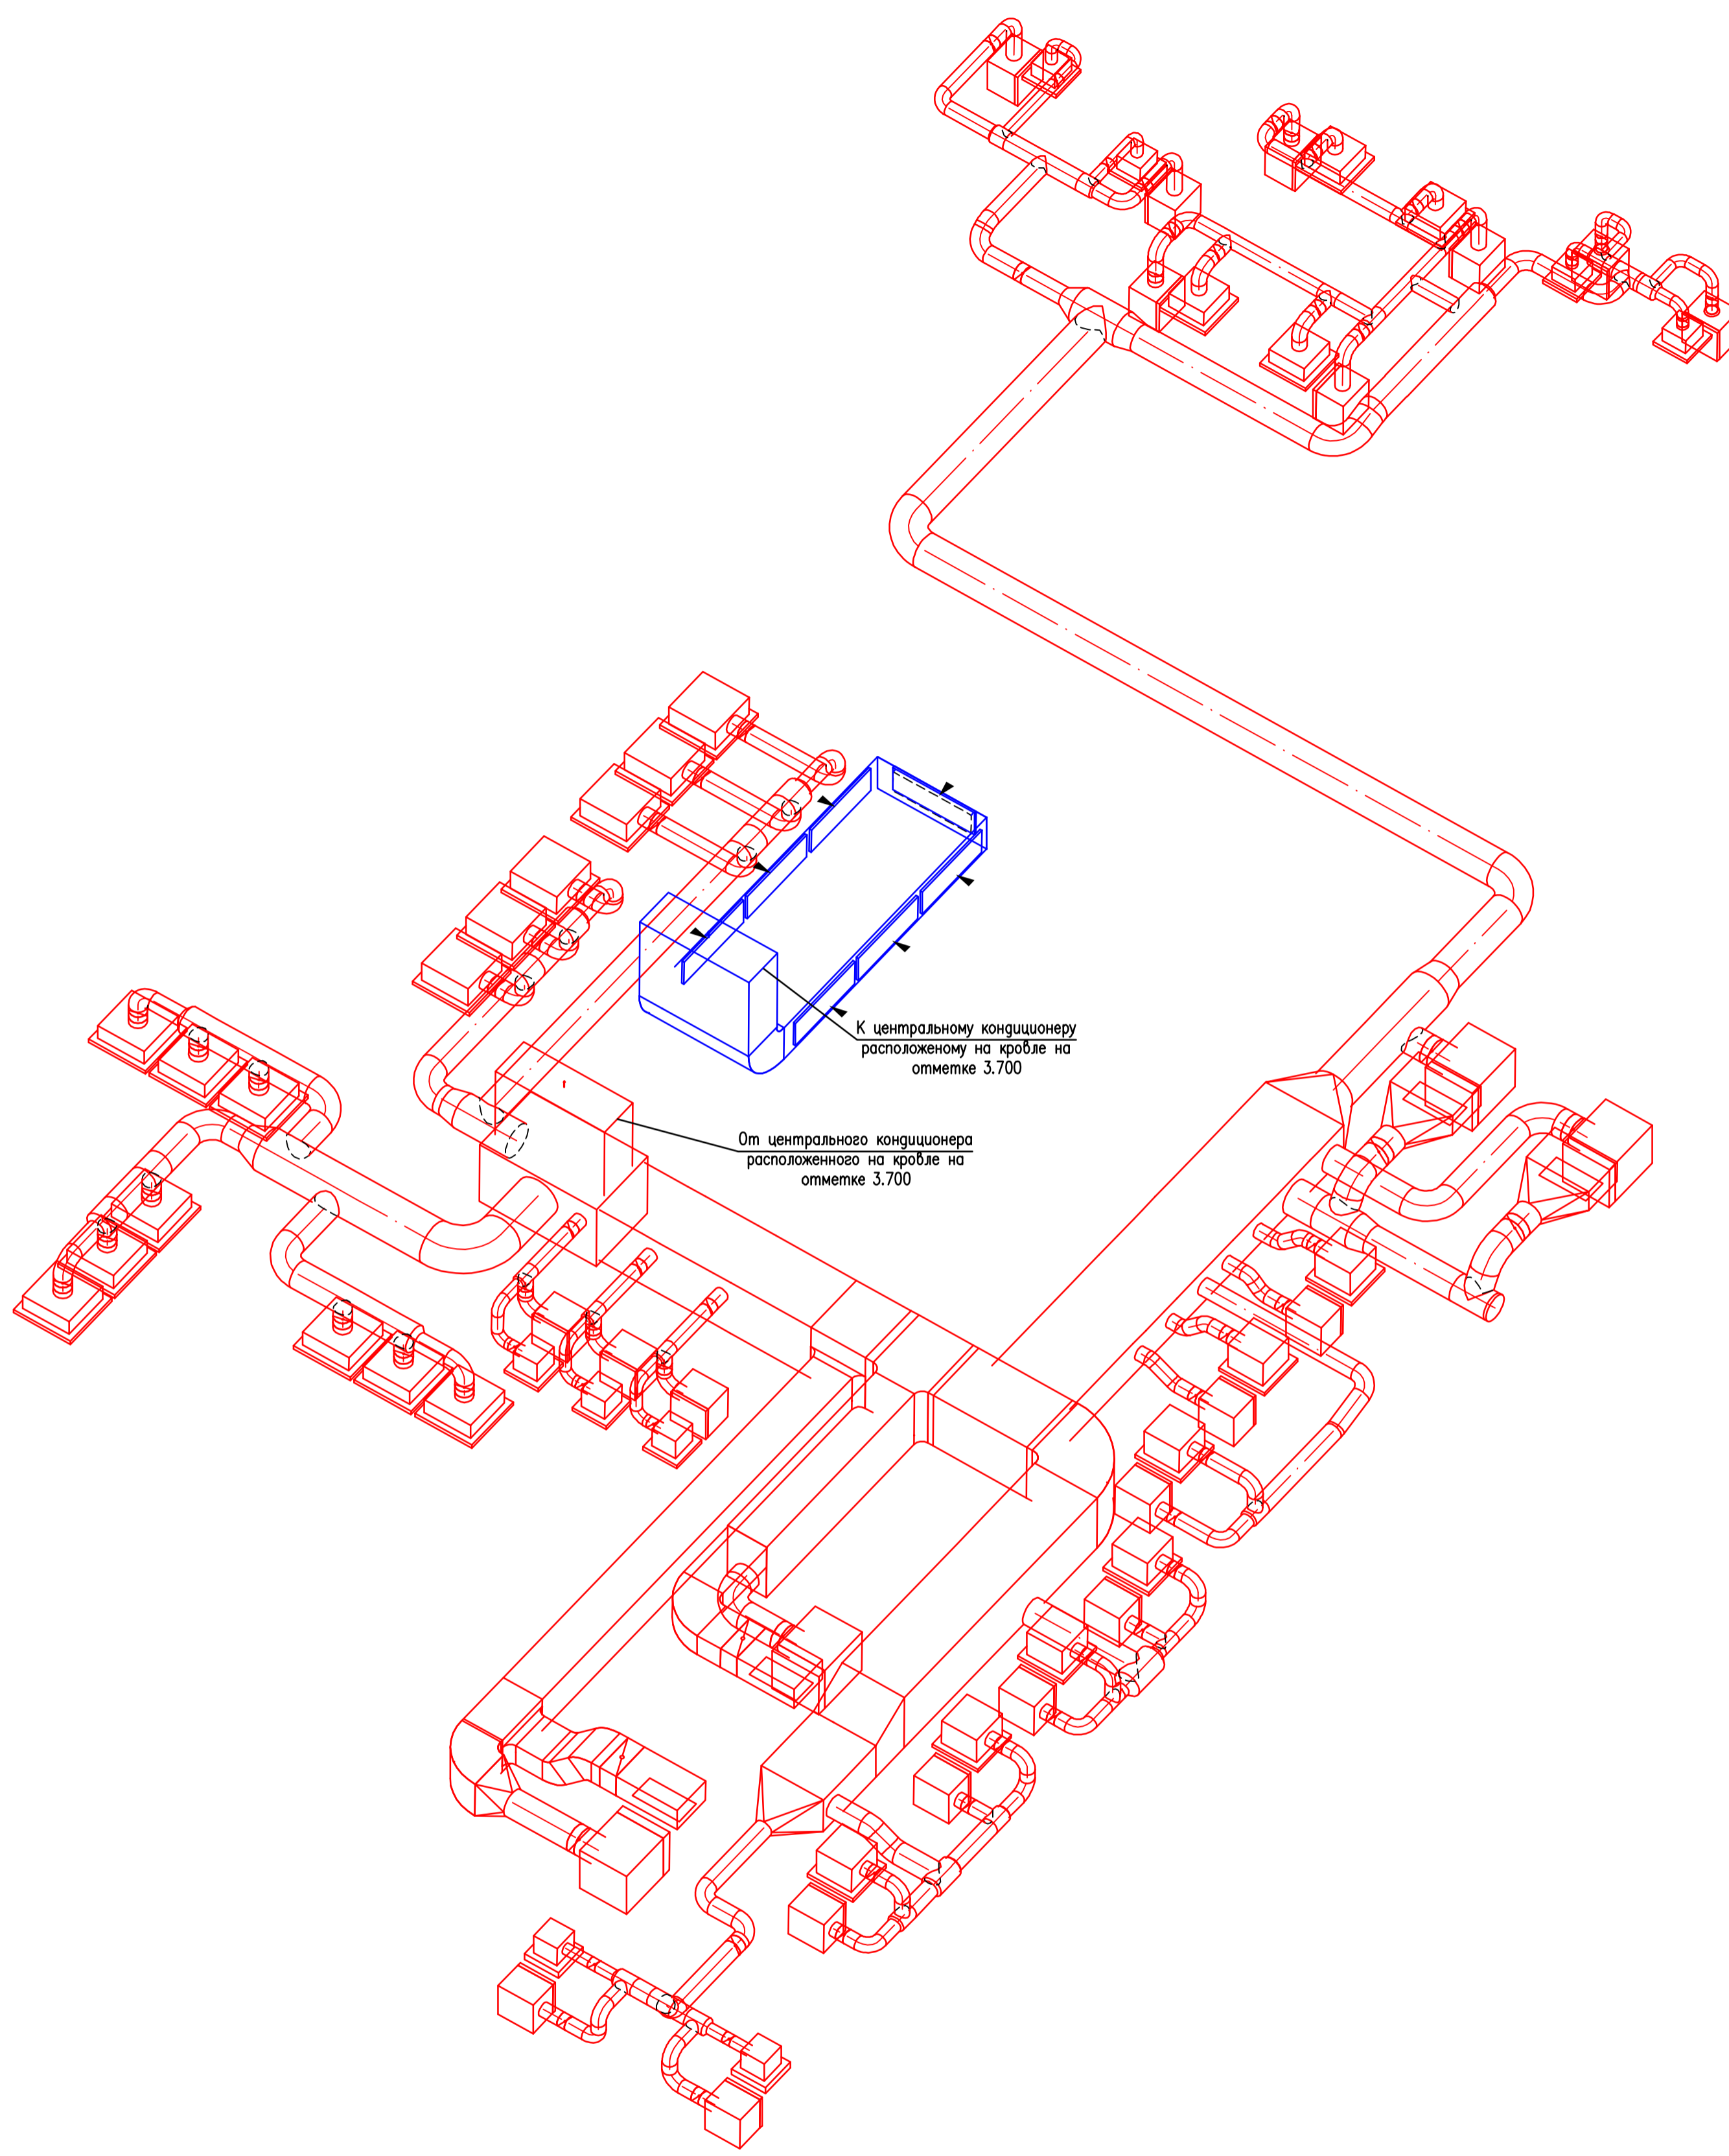 К центральному кондиционеру
расположеному на кровле на
отметке 3.700
От центрального кондиционера
расположенного на кровле на
отметке 3.700